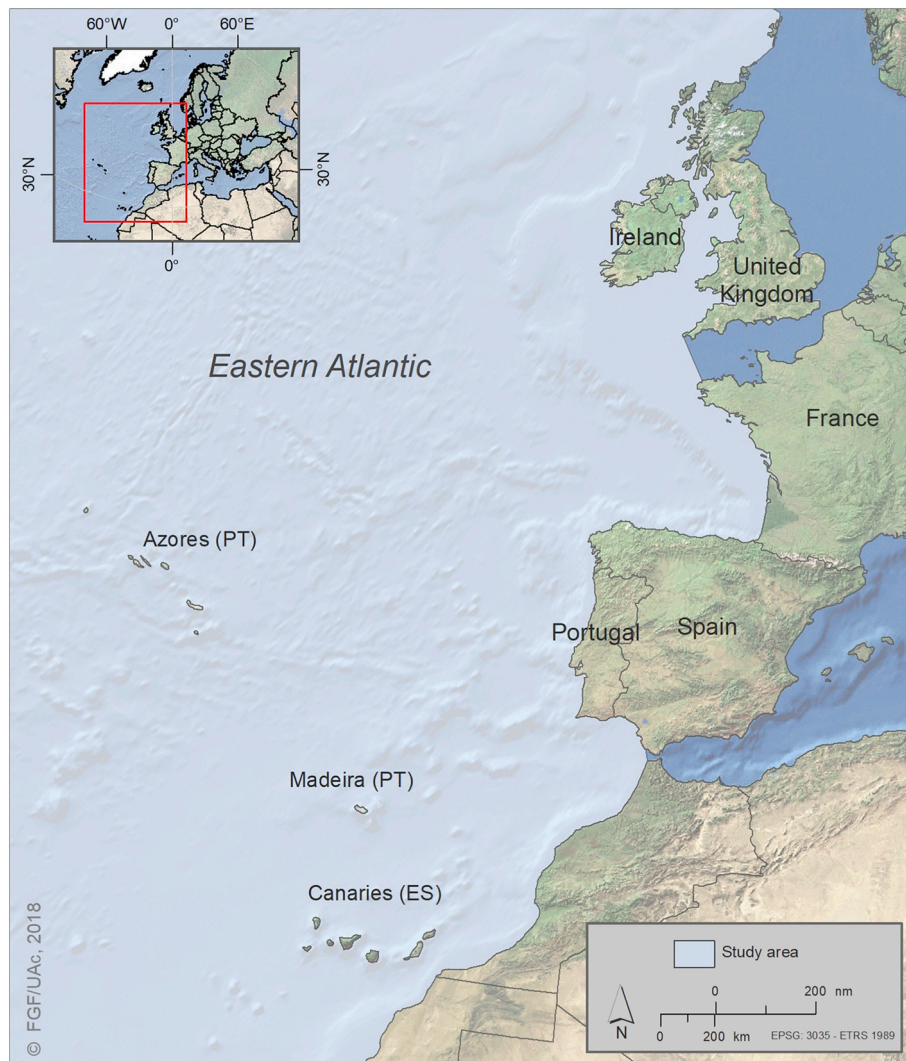 60°W 0° 60°E
30°N
30°N
0°
Ireland
United
Kingdom
Eastern Atlantic
France
Azores (PT)
Portugal
Spain
Madeira (PT)
Canaries (ES)
© FGF/UAc, 2018
Study area
0 200 nm
N
0 200 km
EPSG: 3035 - ETRS 1989